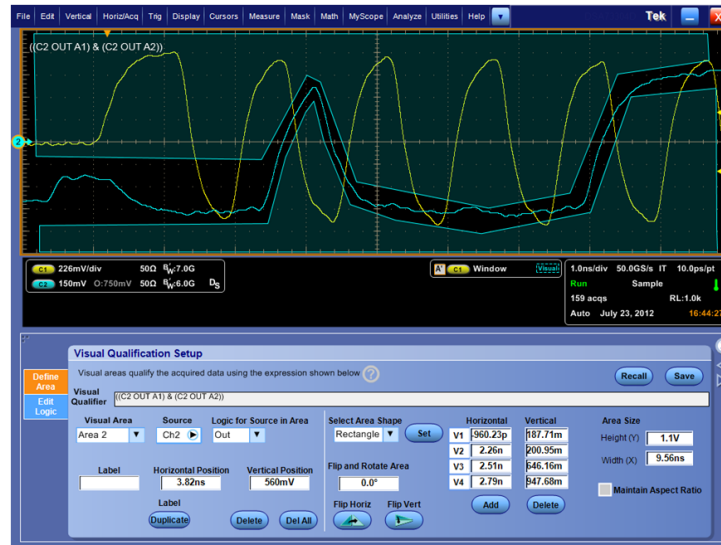 File Edit Vertical Horiz/Acq Trig Display Cursors Measure Mask Math MyScope Analyze Utilities Help Tek X
((C2 OUT A1) & (C2 OUT A2))
2
C1 226mV/div 50Ω BW:7.0G
C2 150mV O:750mV 50Ω BW:6.0G DS
A' C1 Window Visual
1.0ns/div 50.0GS/s IT 10.0ps/pt
Run Sample
159 acqs RL:1.0k
Auto July 23, 2012 16:44:27
Visual Qualification Setup
Define Area
Edit Logic
Visual areas qualify the acquired data using the expression shown below ?
Recall Save
Visual Qualifier ((C2 OUT A1) & (C2 OUT A2))
Visual Area Source Logic for Source in Area
Area 2 Ch2 Out
Label Horizontal Position Vertical Position
3.82ns 560mV
Label
Duplicate Delete Del All
Select Area Shape
Rectangle Set
Flip and Rotate Area
0.0°
Flip Horiz Flip Vert
Horizontal Vertical
V1 -960.23p 187.71m
V2 2.26n 200.95m
V3 2.51n 646.16m
V4 2.79n 947.68m
Add Delete
Area Size
Height (Y) 1.1V
Width (X) 9.56ns
Maintain Aspect Ratio